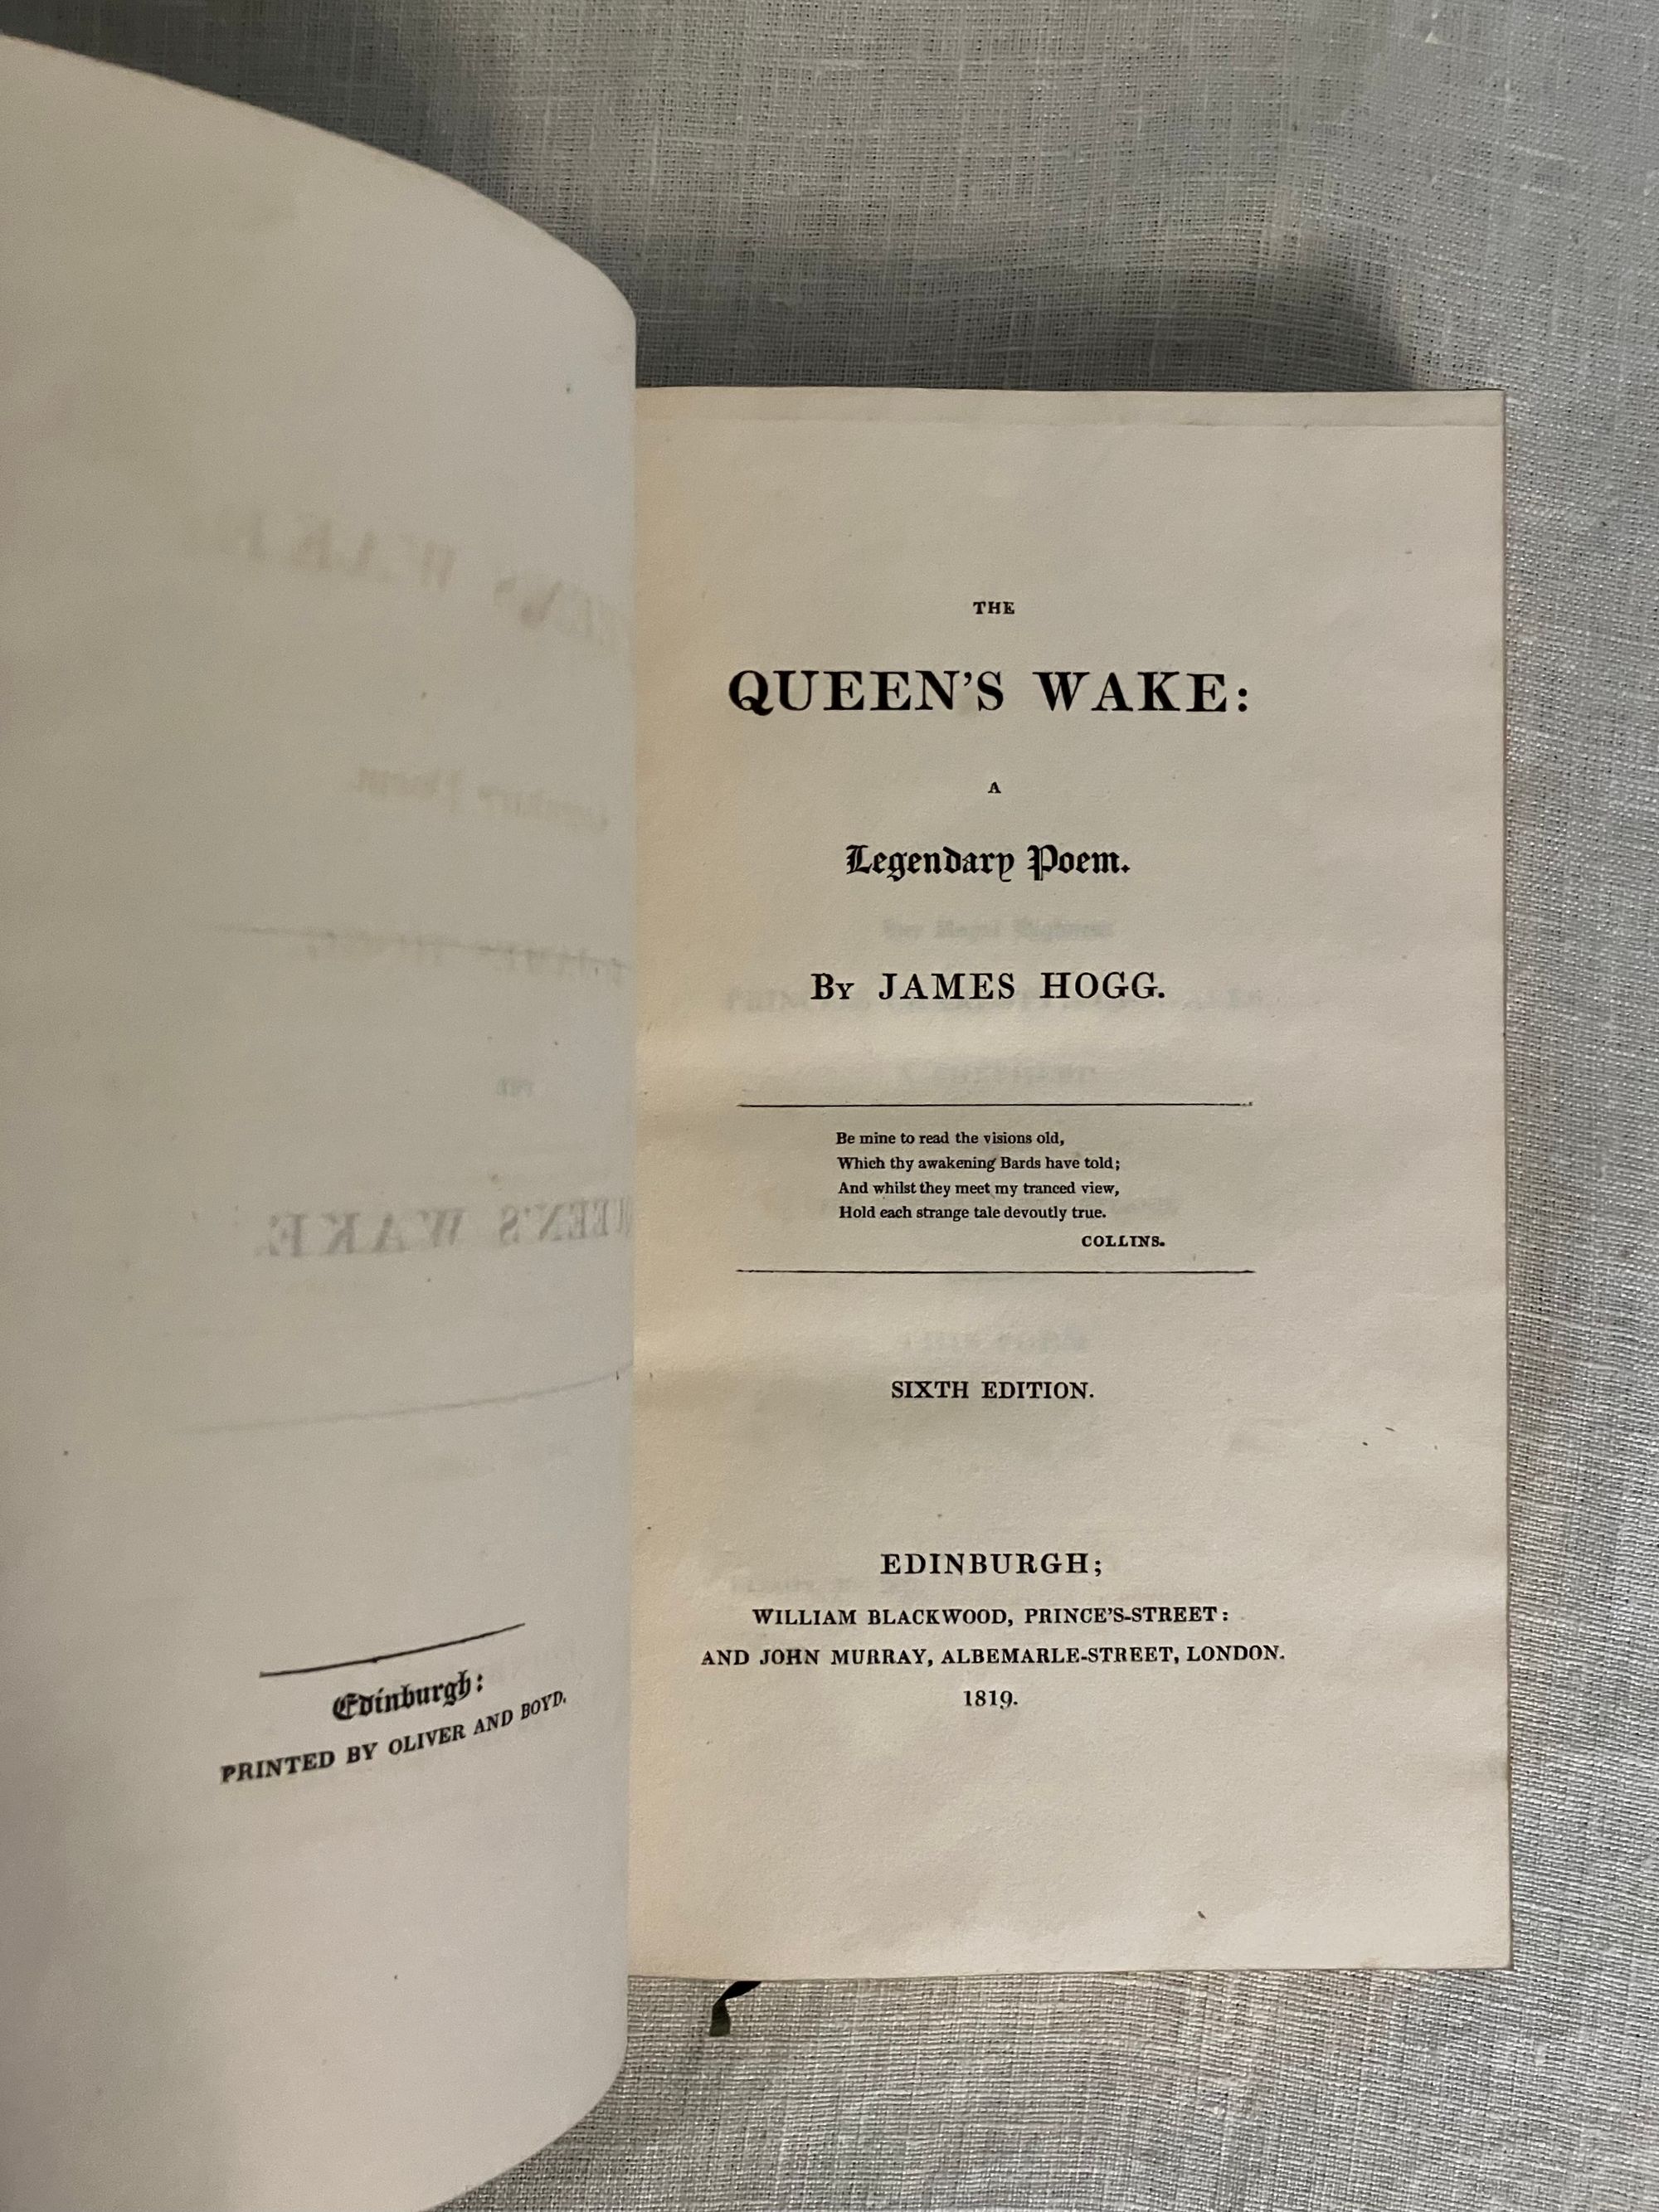 Edinburgh:
PRINTED BY OLIVER AND BOYD.
THE
QUEEN'S WAKE:
A
Legendary Poem.
By JAMES HOGG.
Be mine to read the visions old,
Which thy awakening Bards have told;
And whilst they meet my tranced view,
Hold each strange tale devoutly true.
COLLINS.
SIXTH EDITION.
EDINBURGH;
WILLIAM BLACKWOOD, PRINCE'S-STREET:
AND JOHN MURRAY, ALBEMARLE-STREET, LONDON.
1819.